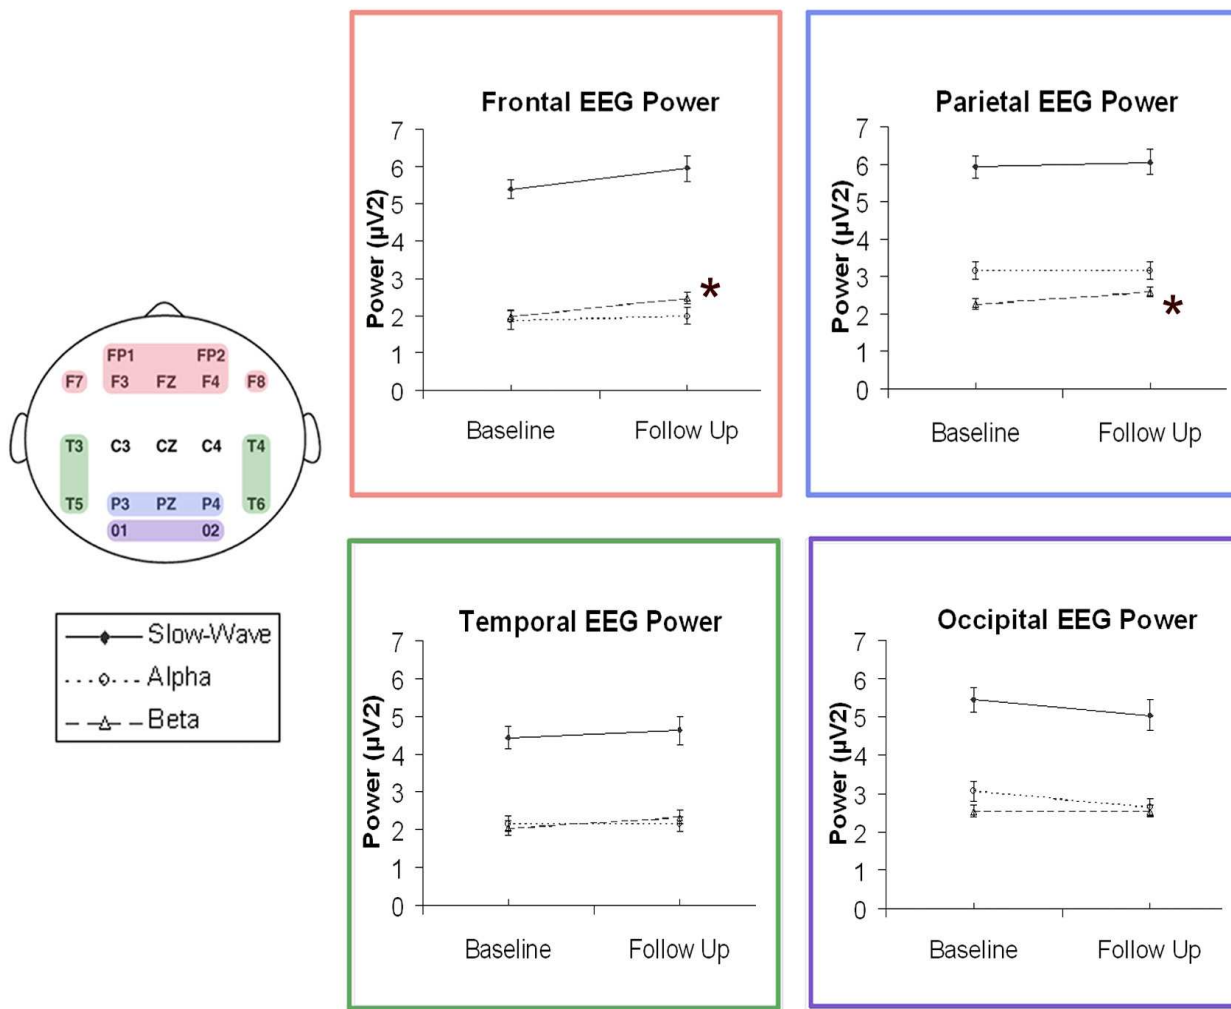 FP1 FP2
F7 F3 FZ F4 F8
T3 C3 CZ C4 T4
T5 P3 PZ P4 T6
01 02
Slow-Wave
Alpha
Beta
Frontal EEG Power
Power (µV2)
7
6
5
4
3
2
1
0
*
Baseline Follow Up
Parietal EEG Power
Power (µV2)
7
6
5
4
3
2
1
0
*
Baseline Follow Up
Temporal EEG Power
Power (µV2)
7
6
5
4
3
2
1
0
Baseline Follow Up
Occipital EEG Power
Power (µV2)
7
6
5
4
3
2
1
0
Baseline Follow Up